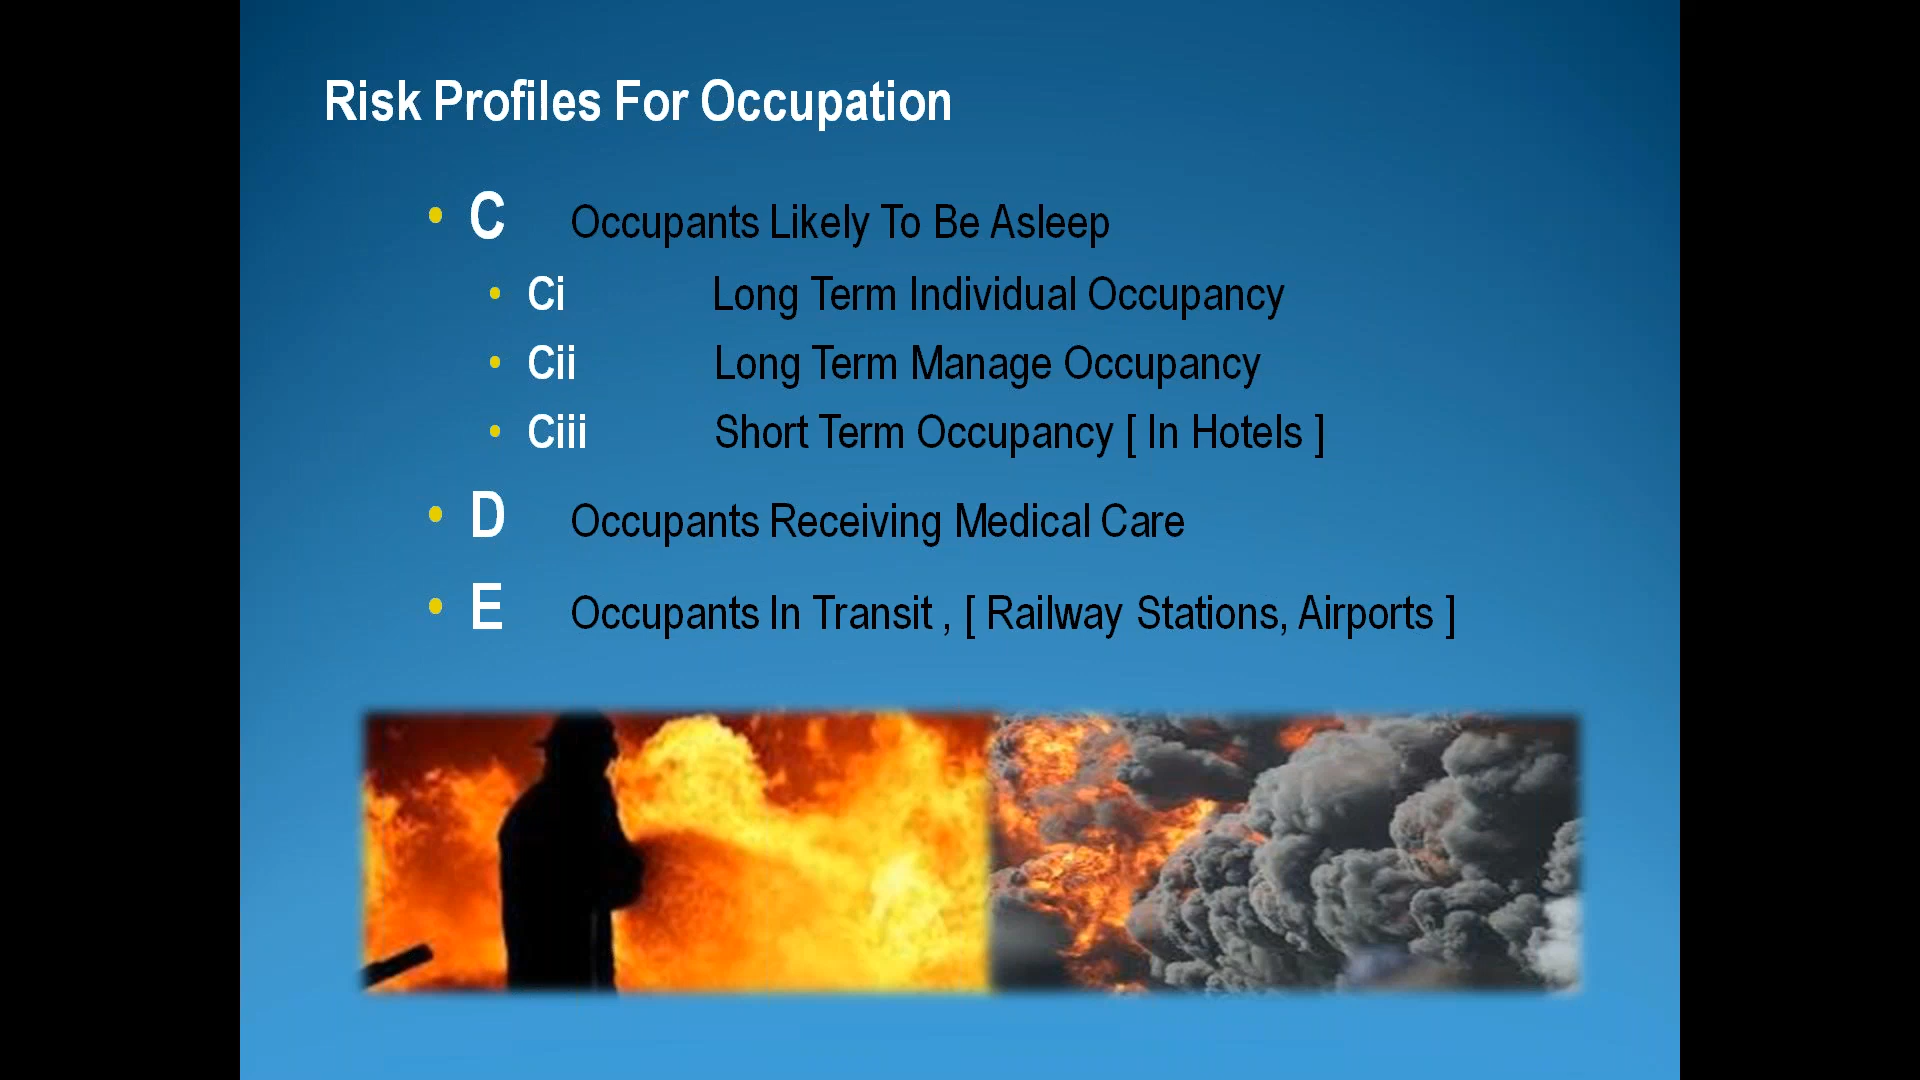 Risk Profiles For Occupation
• C Occupants Likely To Be Asleep
• Ci Long Term Individual Occupancy
• Cii Long Term Manage Occupancy
• Ciii Short Term Occupancy [ In Hotels ]
• D Occupants Receiving Medical Care
• E Occupants In Transit , [ Railway Stations, Airports ]